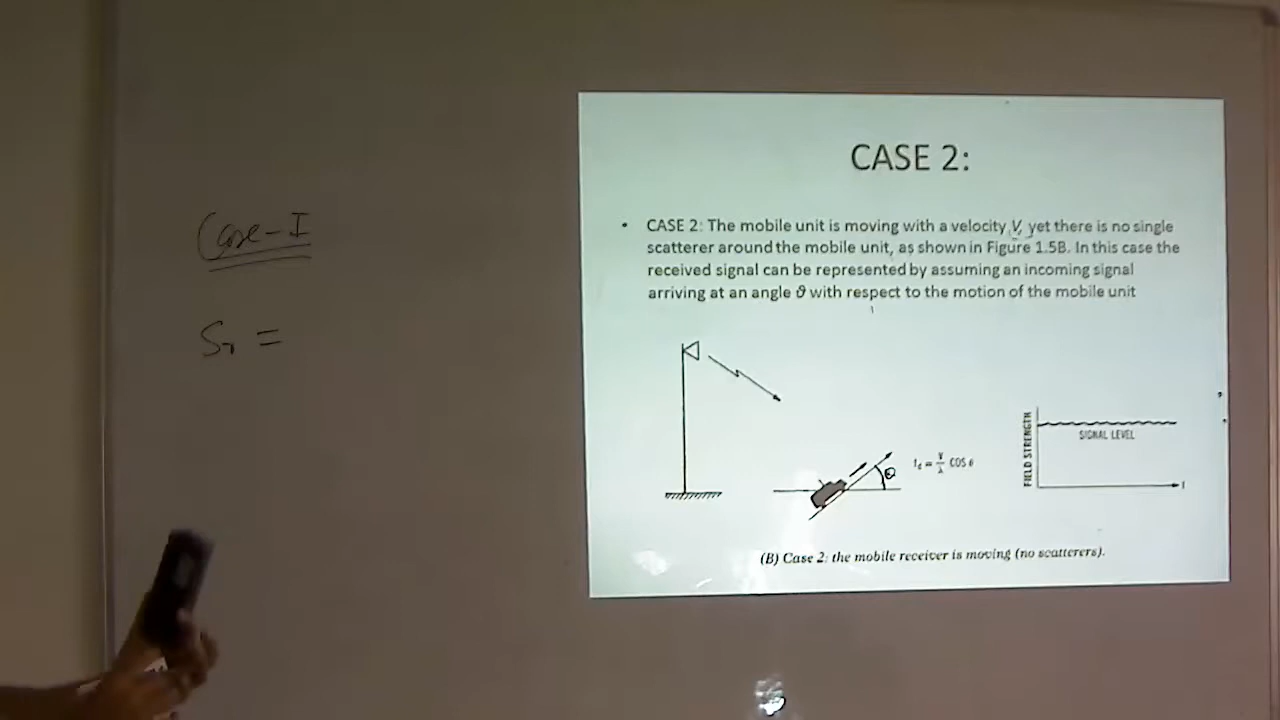 Case-I
Sr =
CASE 2:
• CASE 2: The mobile unit is moving with a velocity V, yet there is no single
scatterer around the mobile unit, as shown in Figure 1.5B. In this case the
received signal can be represented by assuming an incoming signal
arriving at an angle θ with respect to the motion of the mobile unit
FIELD STRENGTH
SIGNAL LEVEL
t
θ
fd = V/λ COS θ
(B) Case 2: the mobile receiver is moving (no scatterers).